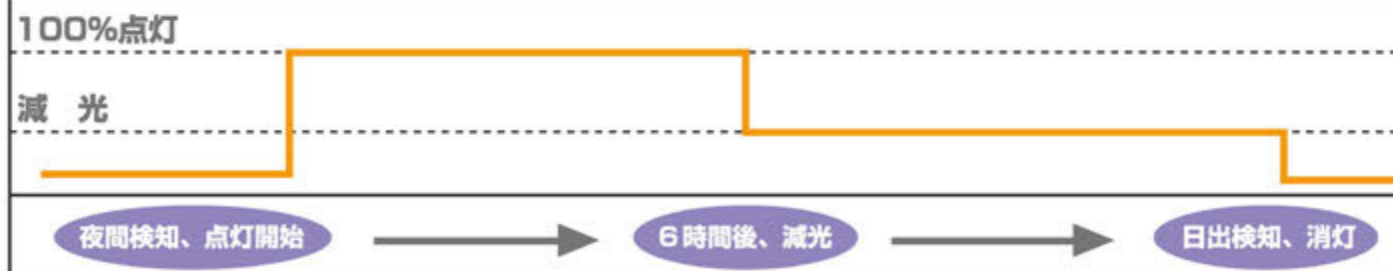 100%点灯
減　光
夜間検知、点灯開始
6時間後、減光
日出検知、消灯